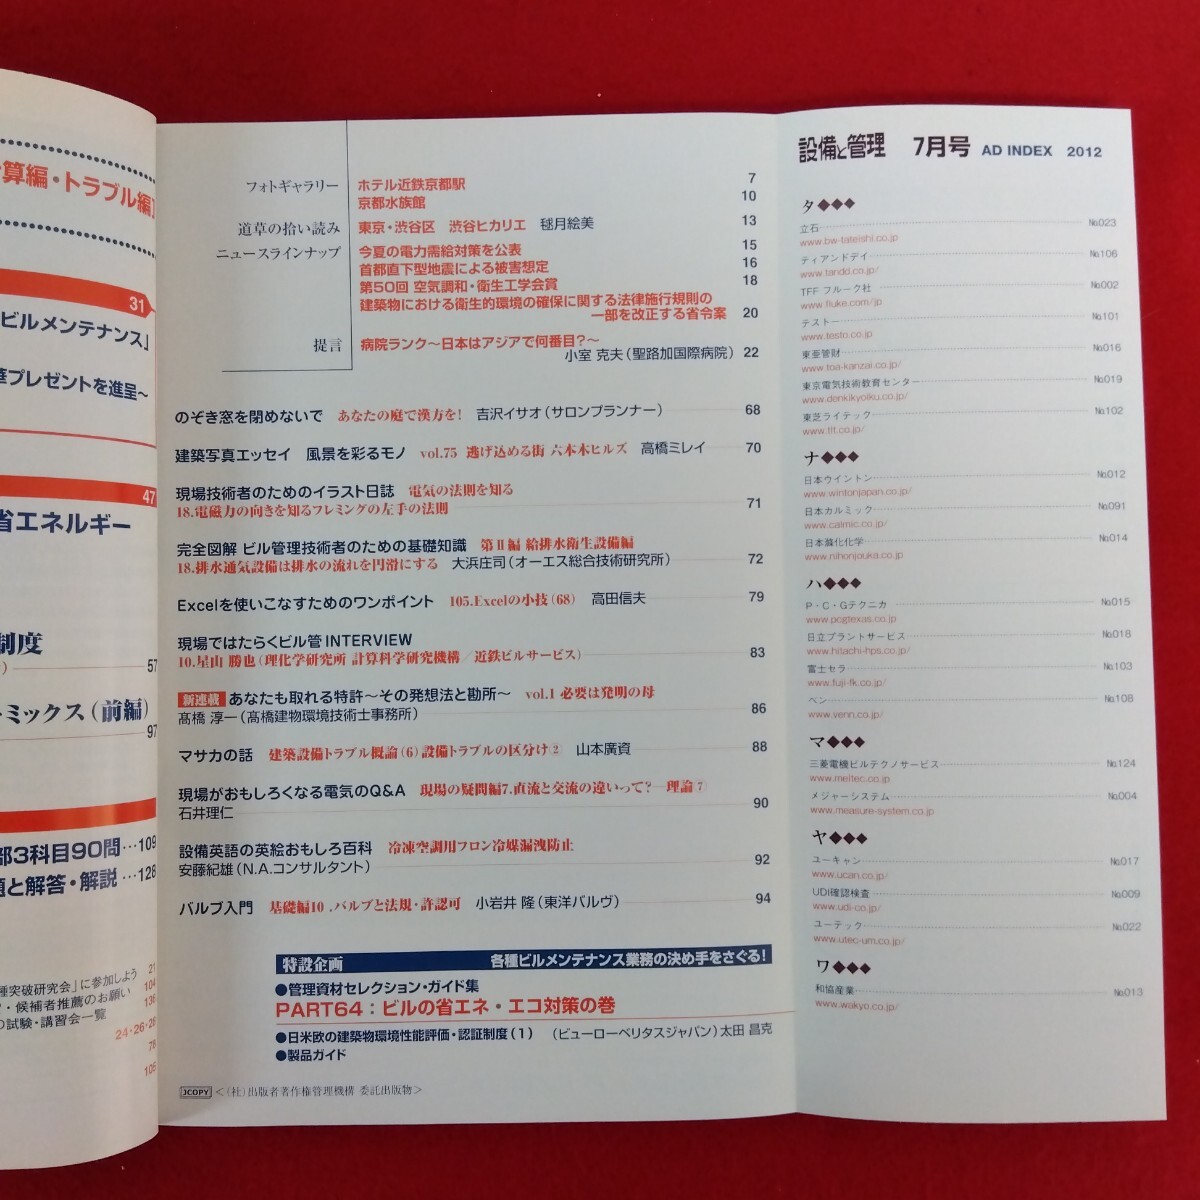 算編・トラブル編
31
ビルメンテナンス」
プレゼントを進呈～
47
省エネルギー
制度
57
ミックス(前編)
97
部3科目90問…109
題と解答・解説…128
種突破研究会」に参加しよう 21
・候補者推薦のお願い 104
の試験・講習会一覧 136
24・26・28
78
フォトギャラリー ホテル近鉄京都駅 7
京都水族館 10
道草の拾い読み 東京・渋谷区 渋谷ヒカリエ 毬月絵美 13
ニュースラインナップ 今夏の電力需給対策を公表 15
首都直下型地震による被害想定 16
第50回 空気調和・衛生工学会賞 18
建築物における衛生的環境の確保に関する法律施行規則の
一部を改正する省令案 20
提言 病院ランク～日本はアジアで何番目?～
小室 克夫(聖路加国際病院) 22
のぞき窓を閉めないで あなたの庭で漢方を! 吉沢イサオ(サロンプランナー) 68
建築写真エッセイ 風景を彩るモノ vol.75 逃げ込める街 六本木ヒルズ 高橋ミレイ 70
現場技術者のためのイラスト日誌 電気の法則を知る
18.電磁力の向きを知るフレミングの左手の法則 71
完全図解 ビル管理技術者のための基礎知識 第Ⅱ編 給排水衛生設備編
18.排水通気設備は排水の流れを円滑にする 大浜庄司(オーエス総合技術研究所) 72
Excelを使いこなすためのワンポイント 105.Excelの小技(68) 高田信夫 79
現場ではたらくビル管INTERVIEW
10.星山 勝也(理化学研究所 計算科学研究機構/近鉄ビルサービス) 83
新連載 あなたも取れる特許～その発想法と勘所～ vol.1 必要は発明の母
髙橋 淳一(髙橋建物環境技術士事務所) 86
マサカの話 建築設備トラブル概論(6)設備トラブルの区分け② 山本廣資 88
現場がおもしろくなる電気のQ&A 現場の疑問編7.直流と交流の違いって?―理論⑦
石井理仁 90
設備英語の英絵おもしろ百科 冷凍空調用フロン冷媒漏洩防止
安藤紀雄(N.A.コンサルタント) 92
バルブ入門 基礎編10.バルブと法規・許認可 小岩井 隆(東洋バルヴ) 94
特設企画 各種ビルメンテナンス業務の決め手をさぐる!
●管理資材セレクション・ガイド集
PART64：ビルの省エネ・エコ対策の巻
●日米欧の建築物環境性能評価・認証制度(1) (ビューローベリタスジャパン)太田 昌克
●製品ガイド
JCOPY <(社)出版者著作権管理機構 委託出版物>
設備と管理 7月号 AD INDEX 2012
タ◆◆◆
立石 No.023
www.bw-tateishi.co.jp/
ティアンドデイ No.106
www.tandd.co.jp/
TFF フルーク社 No.002
www.fluke.com/jp
テストー No.101
www.testo.co.jp
東亜管財 No.016
www.toa-kanzai.co.jp/
東京電気技術教育センター No.019
www.denkikyoiku.co.jp/
東芝ライテック No.102
www.tlt.co.jp/
ナ◆◆◆
日本ウイントン No.012
www.wintonjapan.co.jp/
日本カルミック No.091
www.calmic.co.jp/
日本蘇化化学 No.014
www.nihonjouka.co.jp/
ハ◆◆◆
P・C・Gテクニカ No.015
www.pcgtexas.co.jp
日立プラントサービス No.018
www.hitachi-hps.co.jp/
富士セラ No.103
www.fuji-fk.co.jp/
ベン No.108
www.venn.co.jp/
マ◆◆◆
三菱電機ビルテクノサービス No.124
www.meltec.co.jp
メジャーシステム No.004
www.measure-system.co.jp/
ヤ◆◆◆
ユーキャン No.017
www.ucan.co.jp/
UDI確認検査 No.009
www.udi-co.jp/
ユーテック No.022
www.utec-um.co.jp/
ワ◆◆◆
和協産業 No.013
www.wakyo.co.jp/